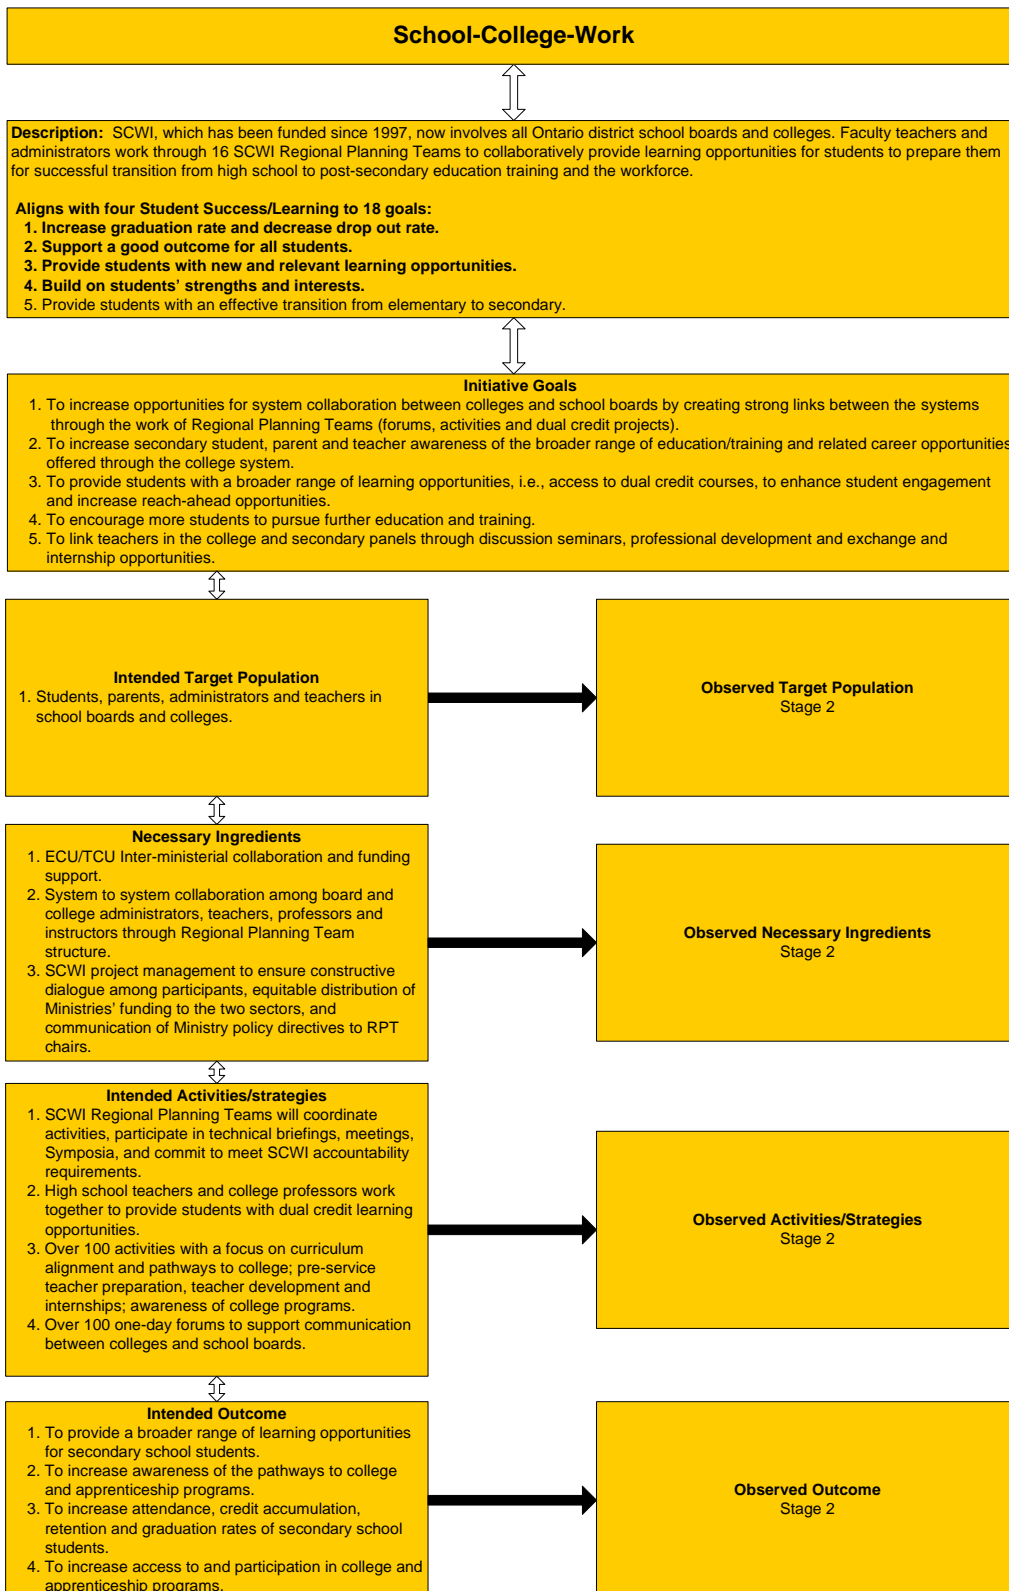 School-College-Work
Description: SCWI, which has been funded since 1997, now involves all Ontario district school boards and colleges. Faculty teachers and
administrators work through 16 SCWI Regional Planning Teams to collaboratively provide learning opportunities for students to prepare them
for successful transition from high school to post-secondary education training and the workforce.
Aligns with four Student Success/Learning to 18 goals:
1. Increase graduation rate and decrease drop out rate.
2. Support a good outcome for all students.
3. Provide students with new and relevant learning opportunities.
4. Build on students' strengths and interests.
5. Provide students with an effective transition from elementary to secondary.
Initiative Goals
1. To increase opportunities for system collaboration between colleges and school boards by creating strong links between the systems
through the work of Regional Planning Teams (forums, activities and dual credit projects).
2. To increase secondary student, parent and teacher awareness of the broader range of education/training and related career opportunities
offered through the college system.
3. To provide students with a broader range of learning opportunities, i.e., access to dual credit courses, to enhance student engagement
and increase reach-ahead opportunities.
4. To encourage more students to pursue further education and training.
5. To link teachers in the college and secondary panels through discussion seminars, professional development and exchange and
internship opportunities.
Intended Target Population
1. Students, parents, administrators and teachers in
school boards and colleges.
Observed Target Population
Stage 2
Necessary Ingredients
1. ECU/TCU Inter-ministerial collaboration and funding
support.
2. System to system collaboration among board and
college administrators, teachers, professors and
instructors through Regional Planning Team
structure.
3. SCWI project management to ensure constructive
dialogue among participants, equitable distribution of
Ministries' funding to the two sectors, and
communication of Ministry policy directives to RPT
chairs.
Observed Necessary Ingredients
Stage 2
Intended Activities/strategies
1. SCWI Regional Planning Teams will coordinate
activities, participate in technical briefings, meetings,
Symposia, and commit to meet SCWI accountability
requirements.
2. High school teachers and college professors work
together to provide students with dual credit learning
opportunities.
3. Over 100 activities with a focus on curriculum
alignment and pathways to college; pre-service
teacher preparation, teacher development and
internships; awareness of college programs.
4. Over 100 one-day forums to support communication
between colleges and school boards.
Observed Activities/Strategies
Stage 2
Intended Outcome
1. To provide a broader range of learning opportunities
for secondary school students.
2. To increase awareness of the pathways to college
and apprenticeship programs.
3. To increase attendance, credit accumulation,
retention and graduation rates of secondary school
students.
4. To increase access to and participation in college and
apprenticeship programs.
Observed Outcome
Stage 2